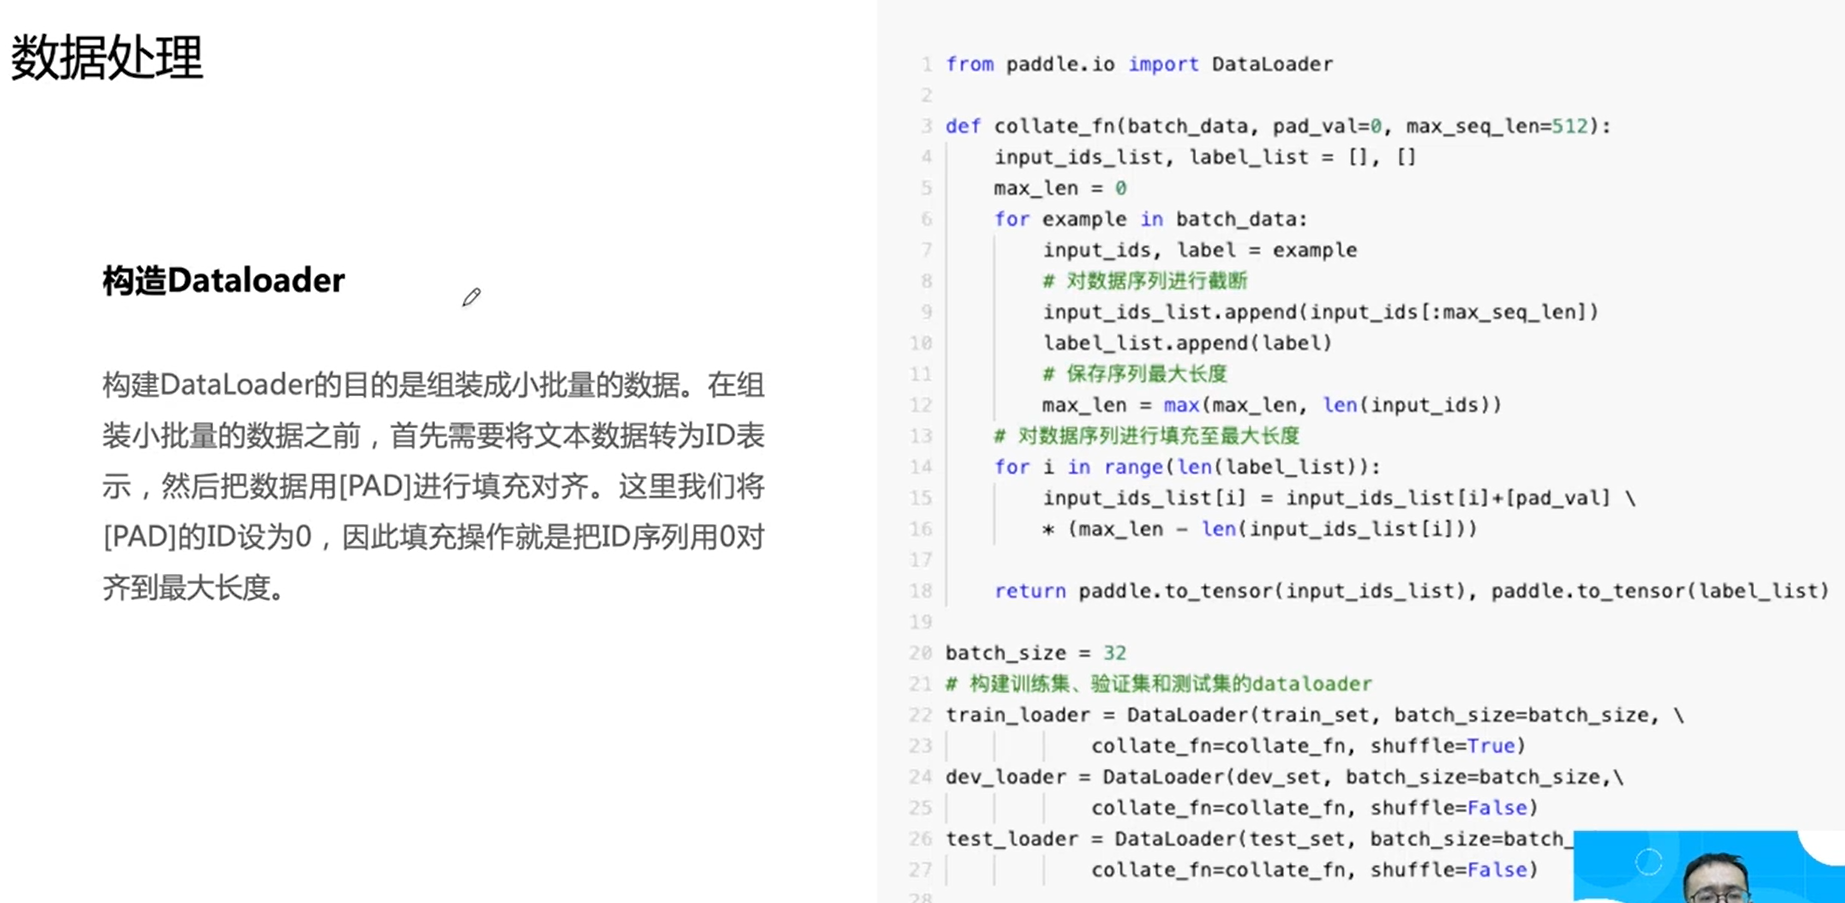 数据处理
构造Dataloader
构建DataLoader的目的是组装成小批量的数据。在组
装小批量的数据之前，首先需要将文本数据转为ID表
示，然后把数据用[PAD]进行填充对齐。这里我们将
[PAD]的ID设为0，因此填充操作就是把ID序列用0对
齐到最大长度。
1 from paddle.io import DataLoader
2
3 def collate_fn(batch_data, pad_val=0, max_seq_len=512):
4 input_ids_list, label_list = [], []
5 max_len = 0
6 for example in batch_data:
7 input_ids, label = example
8 # 对数据序列进行截断
9 input_ids_list.append(input_ids[:max_seq_len])
10 label_list.append(label)
11 # 保存序列最大长度
12 max_len = max(max_len, len(input_ids))
13 # 对数据序列进行填充至最大长度
14 for i in range(len(label_list)):
15 input_ids_list[i] = input_ids_list[i]+[pad_val] \
16 * (max_len - len(input_ids_list[i]))
17
18 return paddle.to_tensor(input_ids_list), paddle.to_tensor(label_list)
19
20 batch_size = 32
21 # 构建训练集、验证集和测试集的dataloader
22 train_loader = DataLoader(train_set, batch_size=batch_size, \
23 collate_fn=collate_fn, shuffle=True)
24 dev_loader = DataLoader(dev_set, batch_size=batch_size,\
25 collate_fn=collate_fn, shuffle=False)
26 test_loader = DataLoader(test_set, batch_size=batch_
27 collate_fn=collate_fn, shuffle=False)
28